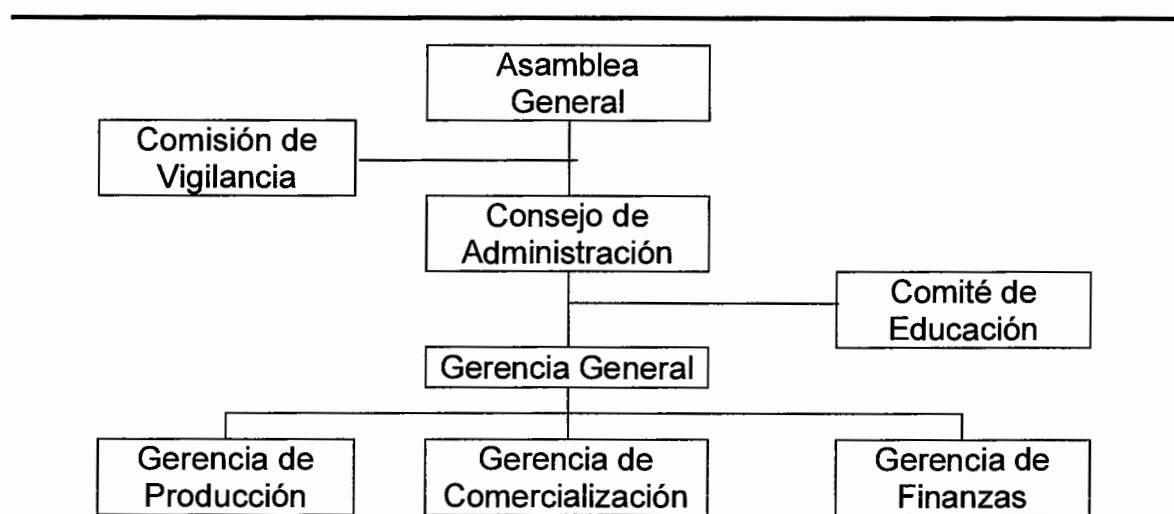 Asamblea
General
Comisión de
Vigilancia
Consejo de
Administración
Comité de
Educación
Gerencia General
Gerencia de
Producción
Gerencia de
Comercialización
Gerencia de
Finanzas